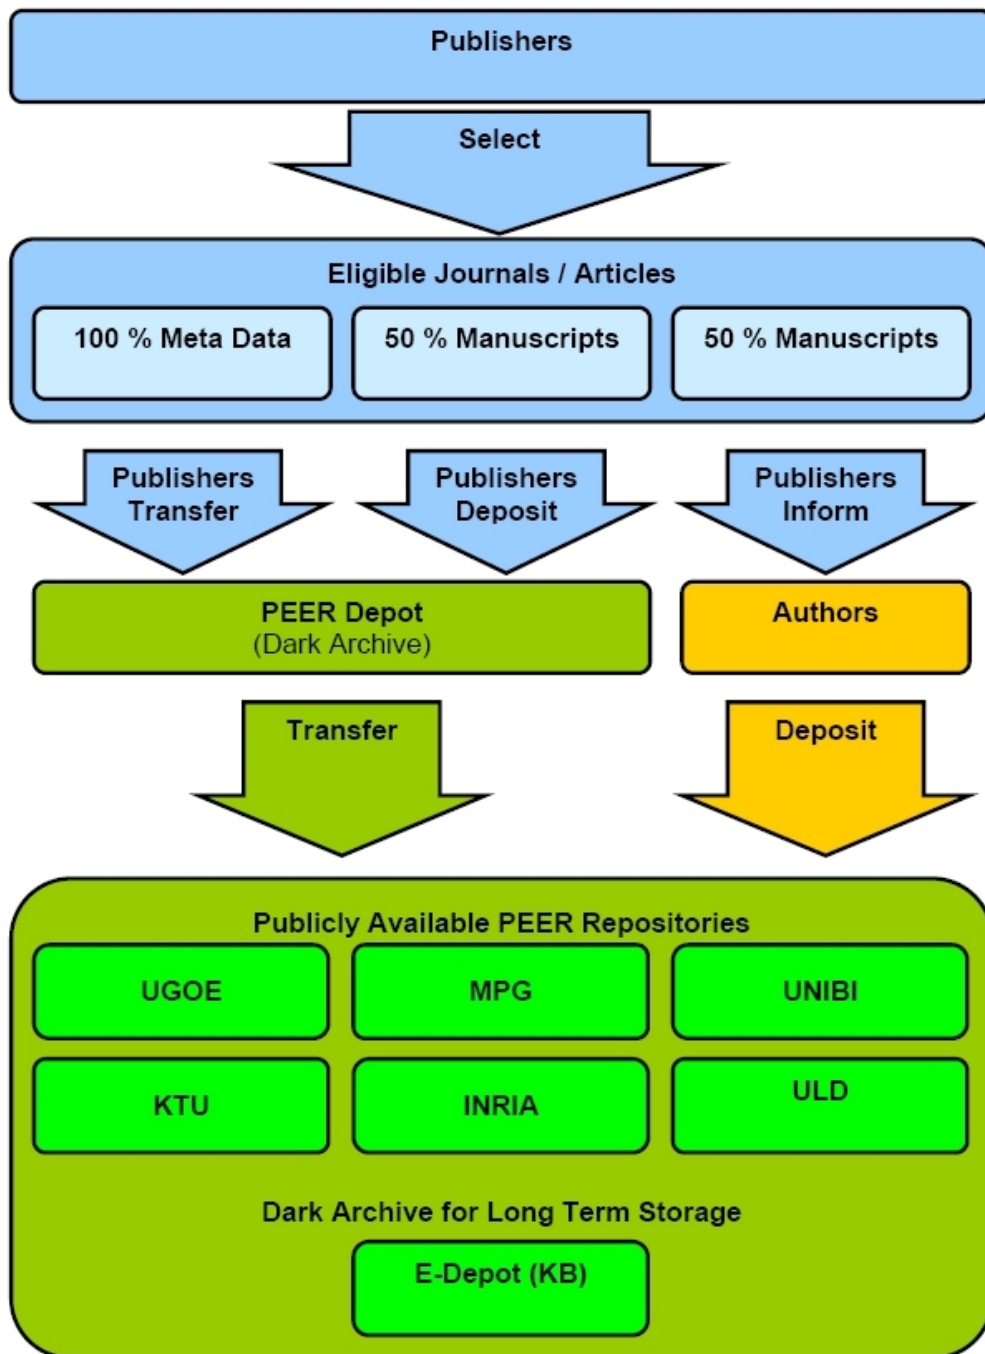 Publishers
Select
Eligible Journals / Articles
100 % Meta Data
50 % Manuscripts
50 % Manuscripts
Publishers
Transfer
Publishers
Deposit
Publishers
Inform
PEER Depot
(Dark Archive)
Authors
Transfer
Deposit
Publicly Available PEER Repositories
UGOE
MPG
UNIBI
KTU
INRIA
ULD
Dark Archive for Long Term Storage
E-Depot (KB)